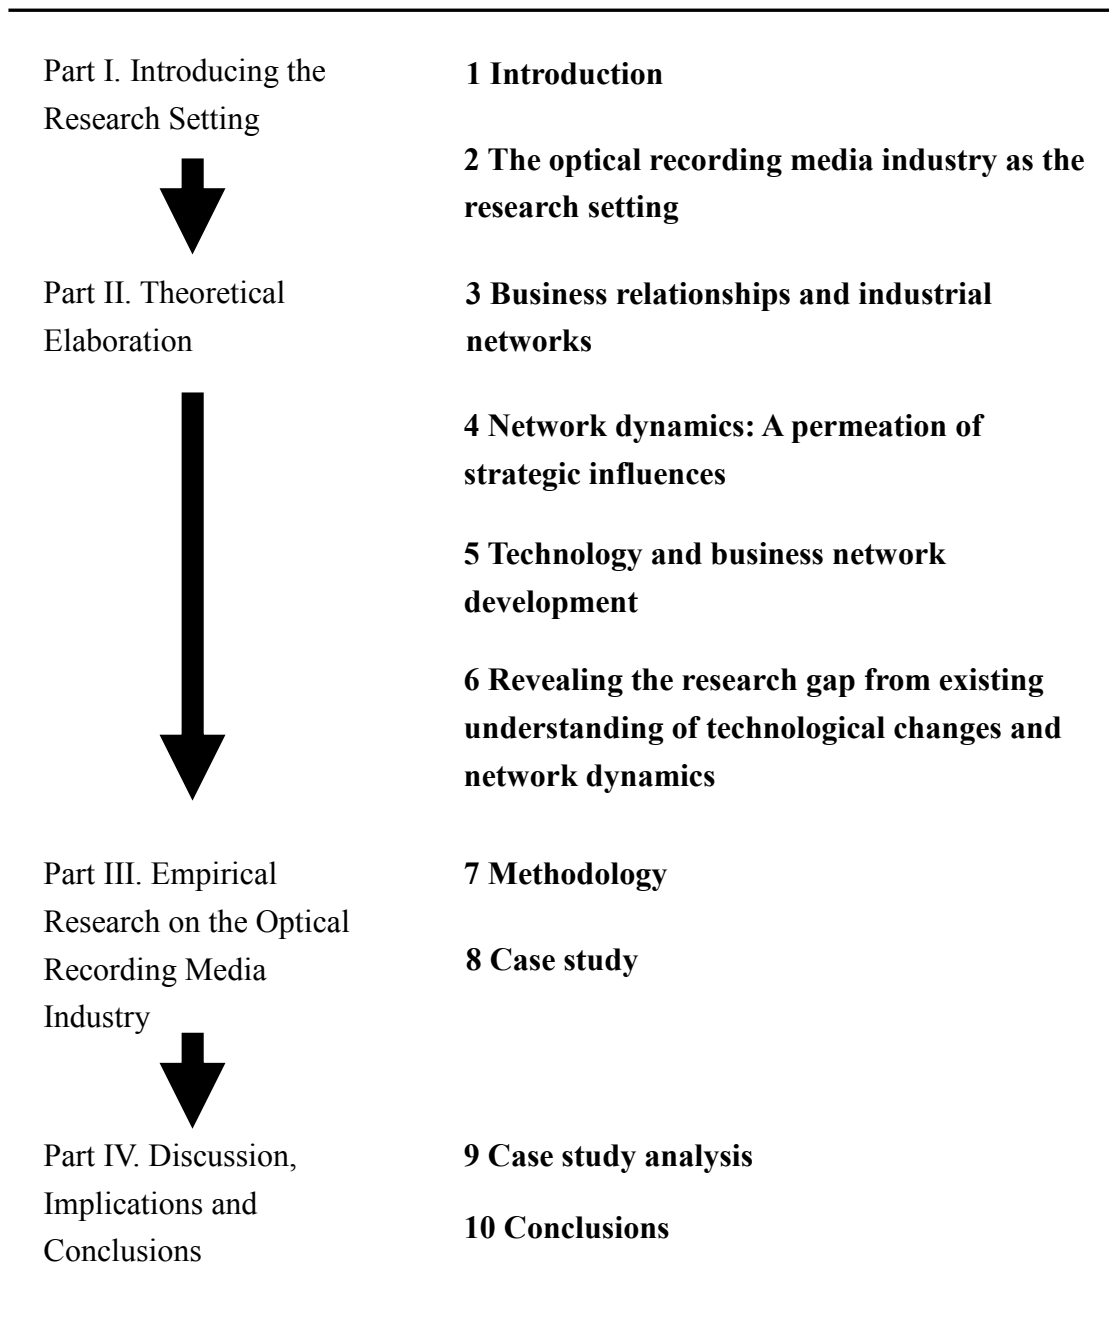 Part I. Introducing the
Research Setting
1 Introduction
2 The optical recording media industry as the
research setting
Part II. Theoretical
Elaboration
3 Business relationships and industrial
networks
4 Network dynamics: A permeation of
strategic influences
5 Technology and business network
development
6 Revealing the research gap from existing
understanding of technological changes and
network dynamics
Part III. Empirical
Research on the Optical
Recording Media
Industry
7 Methodology
8 Case study
Part IV. Discussion,
Implications and
Conclusions
9 Case study analysis
10 Conclusions